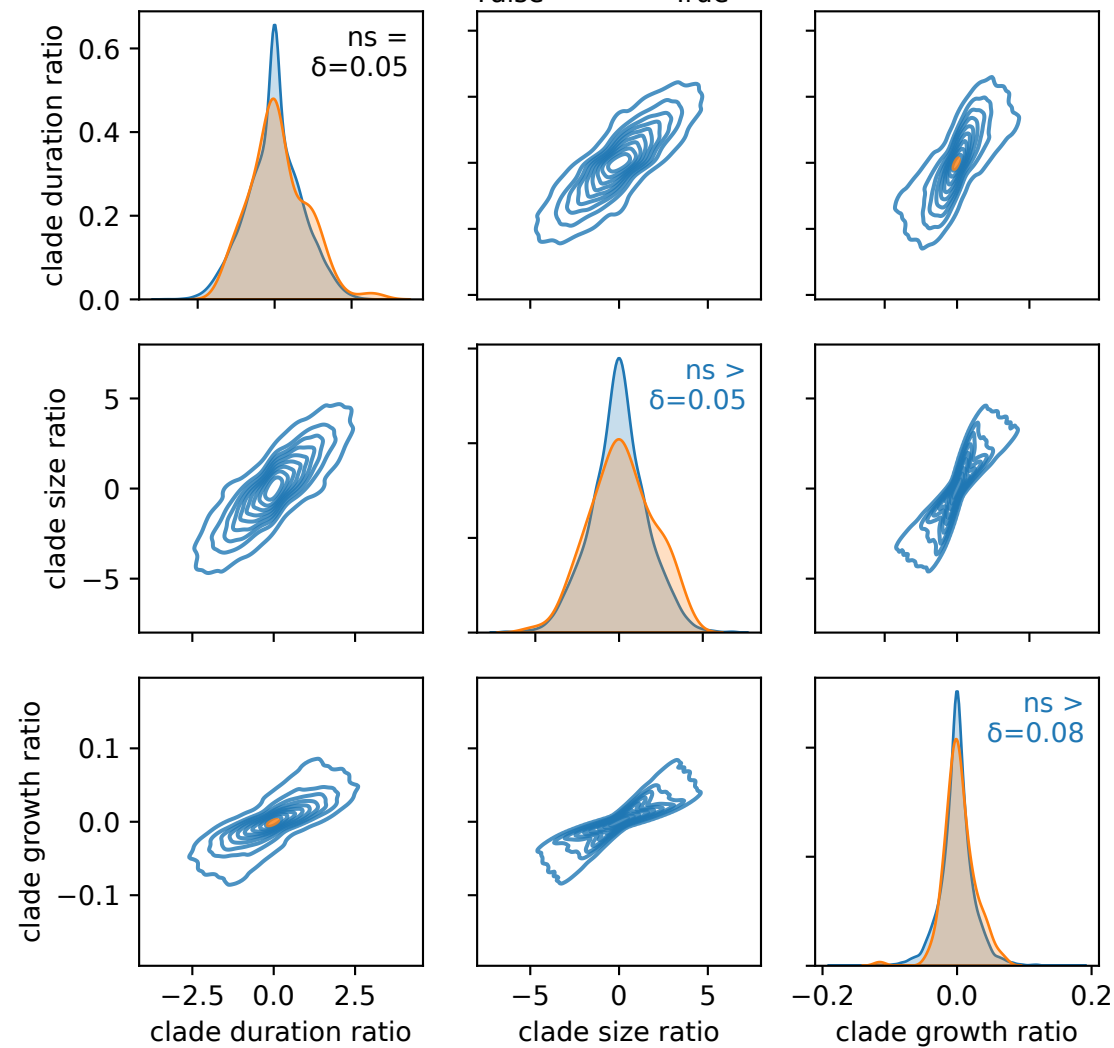 True
clade duration ratio
0.6
0.4
0.2
0.0
ns =
δ=0.05
clade size ratio
5
0
−5
ns >
δ=0.05
clade growth ratio
0.1
0.0
−0.1
ns >
δ=0.08
−2.5 0.0 2.5 −5 0 5 −0.2 0.0 0.2
clade duration ratio clade size ratio clade growth ratio